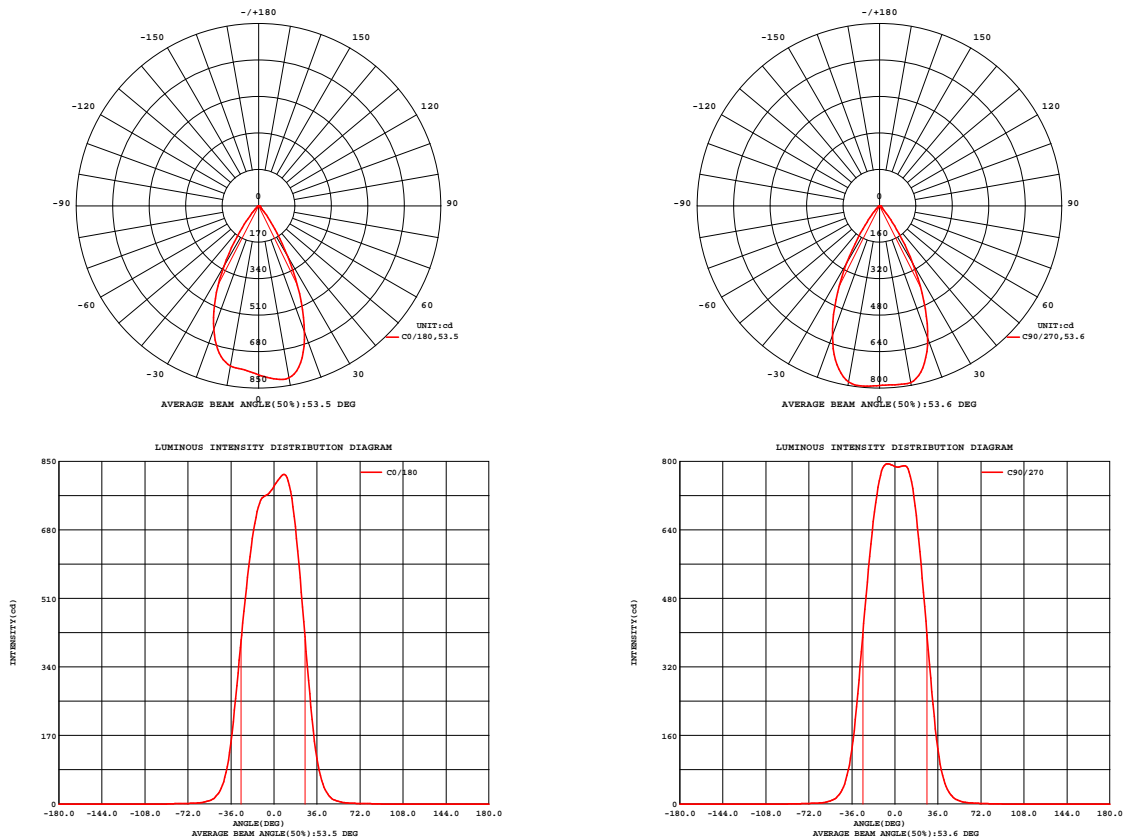 -/+180
-150 150
-120 120
-90 90
-60 60
-30 30
0
170
340
510
680
850
0
UNIT:cd
C0/180,53.5
AVERAGE BEAM ANGLE(50%):53.5 DEG
-/+180
-150 150
-120 120
-90 90
-60 60
-30 30
0
160
320
480
640
800
0
UNIT:cd
C90/270,53.6
AVERAGE BEAM ANGLE(50%):53.6 DEG
LUMINOUS INTENSITY DISTRIBUTION DIAGRAM
C0/180
850
680
510
340
170
0
INTENSITY(cd)
-180.0 -144.0 -108.0 -72.0 -36.0 0.0 36.0 72.0 108.0 144.0 180.0
ANGLE(DEG)
AVERAGE BEAM ANGLE(50%):53.5 DEG
LUMINOUS INTENSITY DISTRIBUTION DIAGRAM
C90/270
800
640
480
320
160
0
INTENSITY(cd)
-180.0 -144.0 -108.0 -72.0 -36.0 0.0 36.0 72.0 108.0 144.0 180.0
ANGLE(DEG)
AVERAGE BEAM ANGLE(50%):53.6 DEG